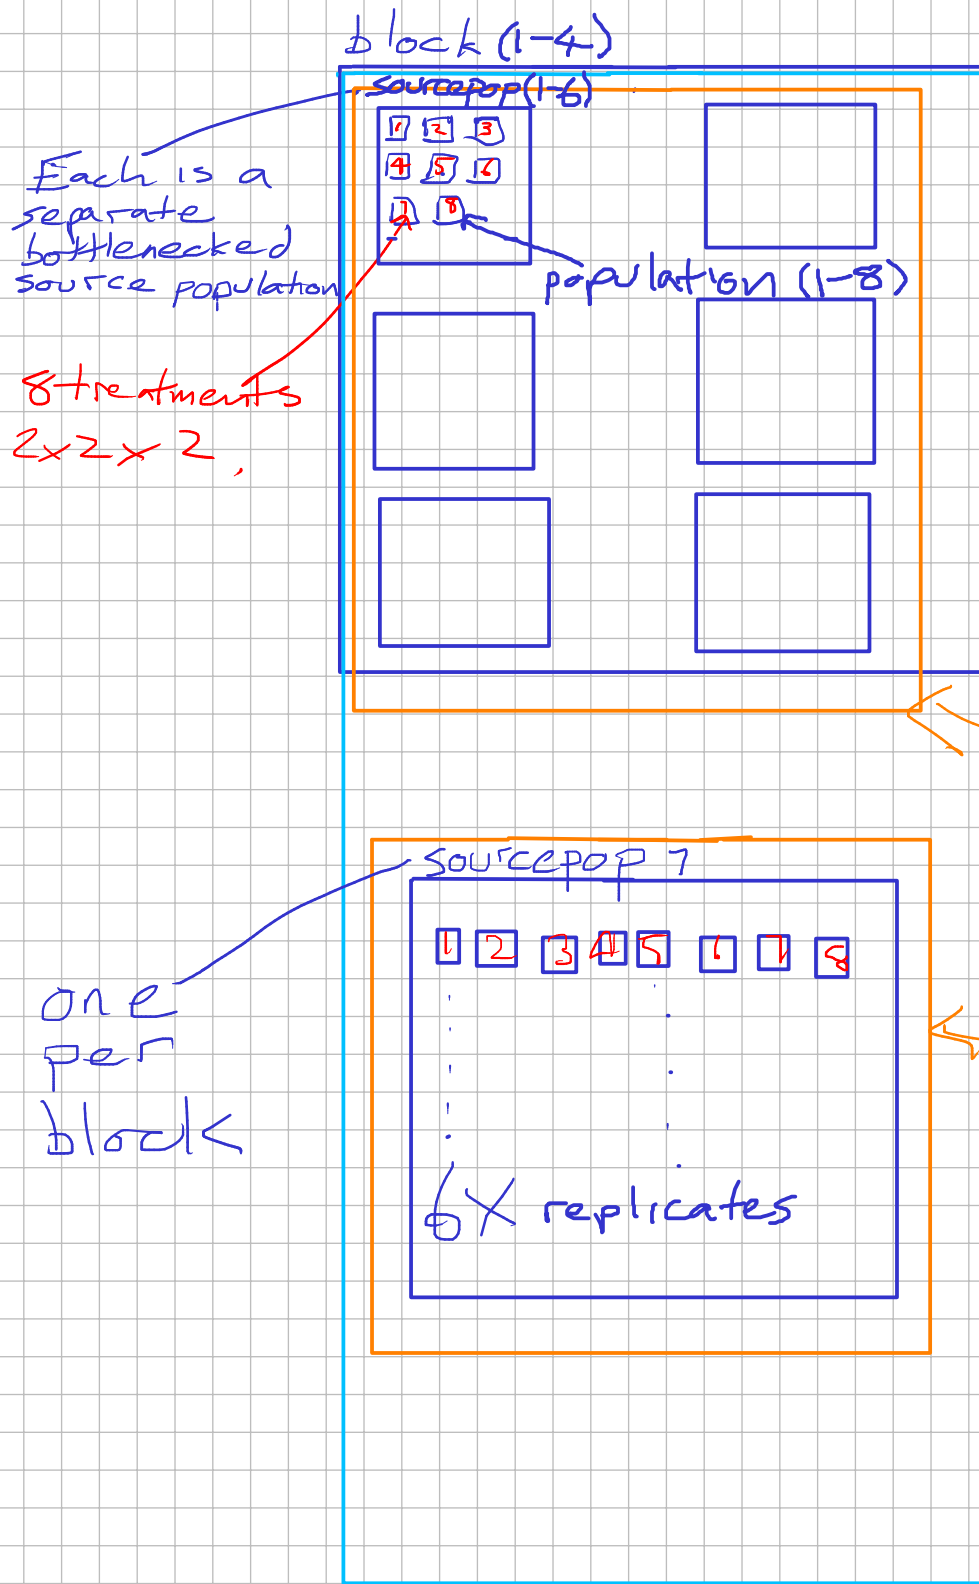 block (1-4)
sourcepop (1-6)
1 2 3
4 5 6
7 8
Each is a
separate
bottlenecked
source population
population (1-8)
8 treatments
2x2x2
sourcepop 7
1 2 3 4 5 6 7 8
one
per
block
6X replicates